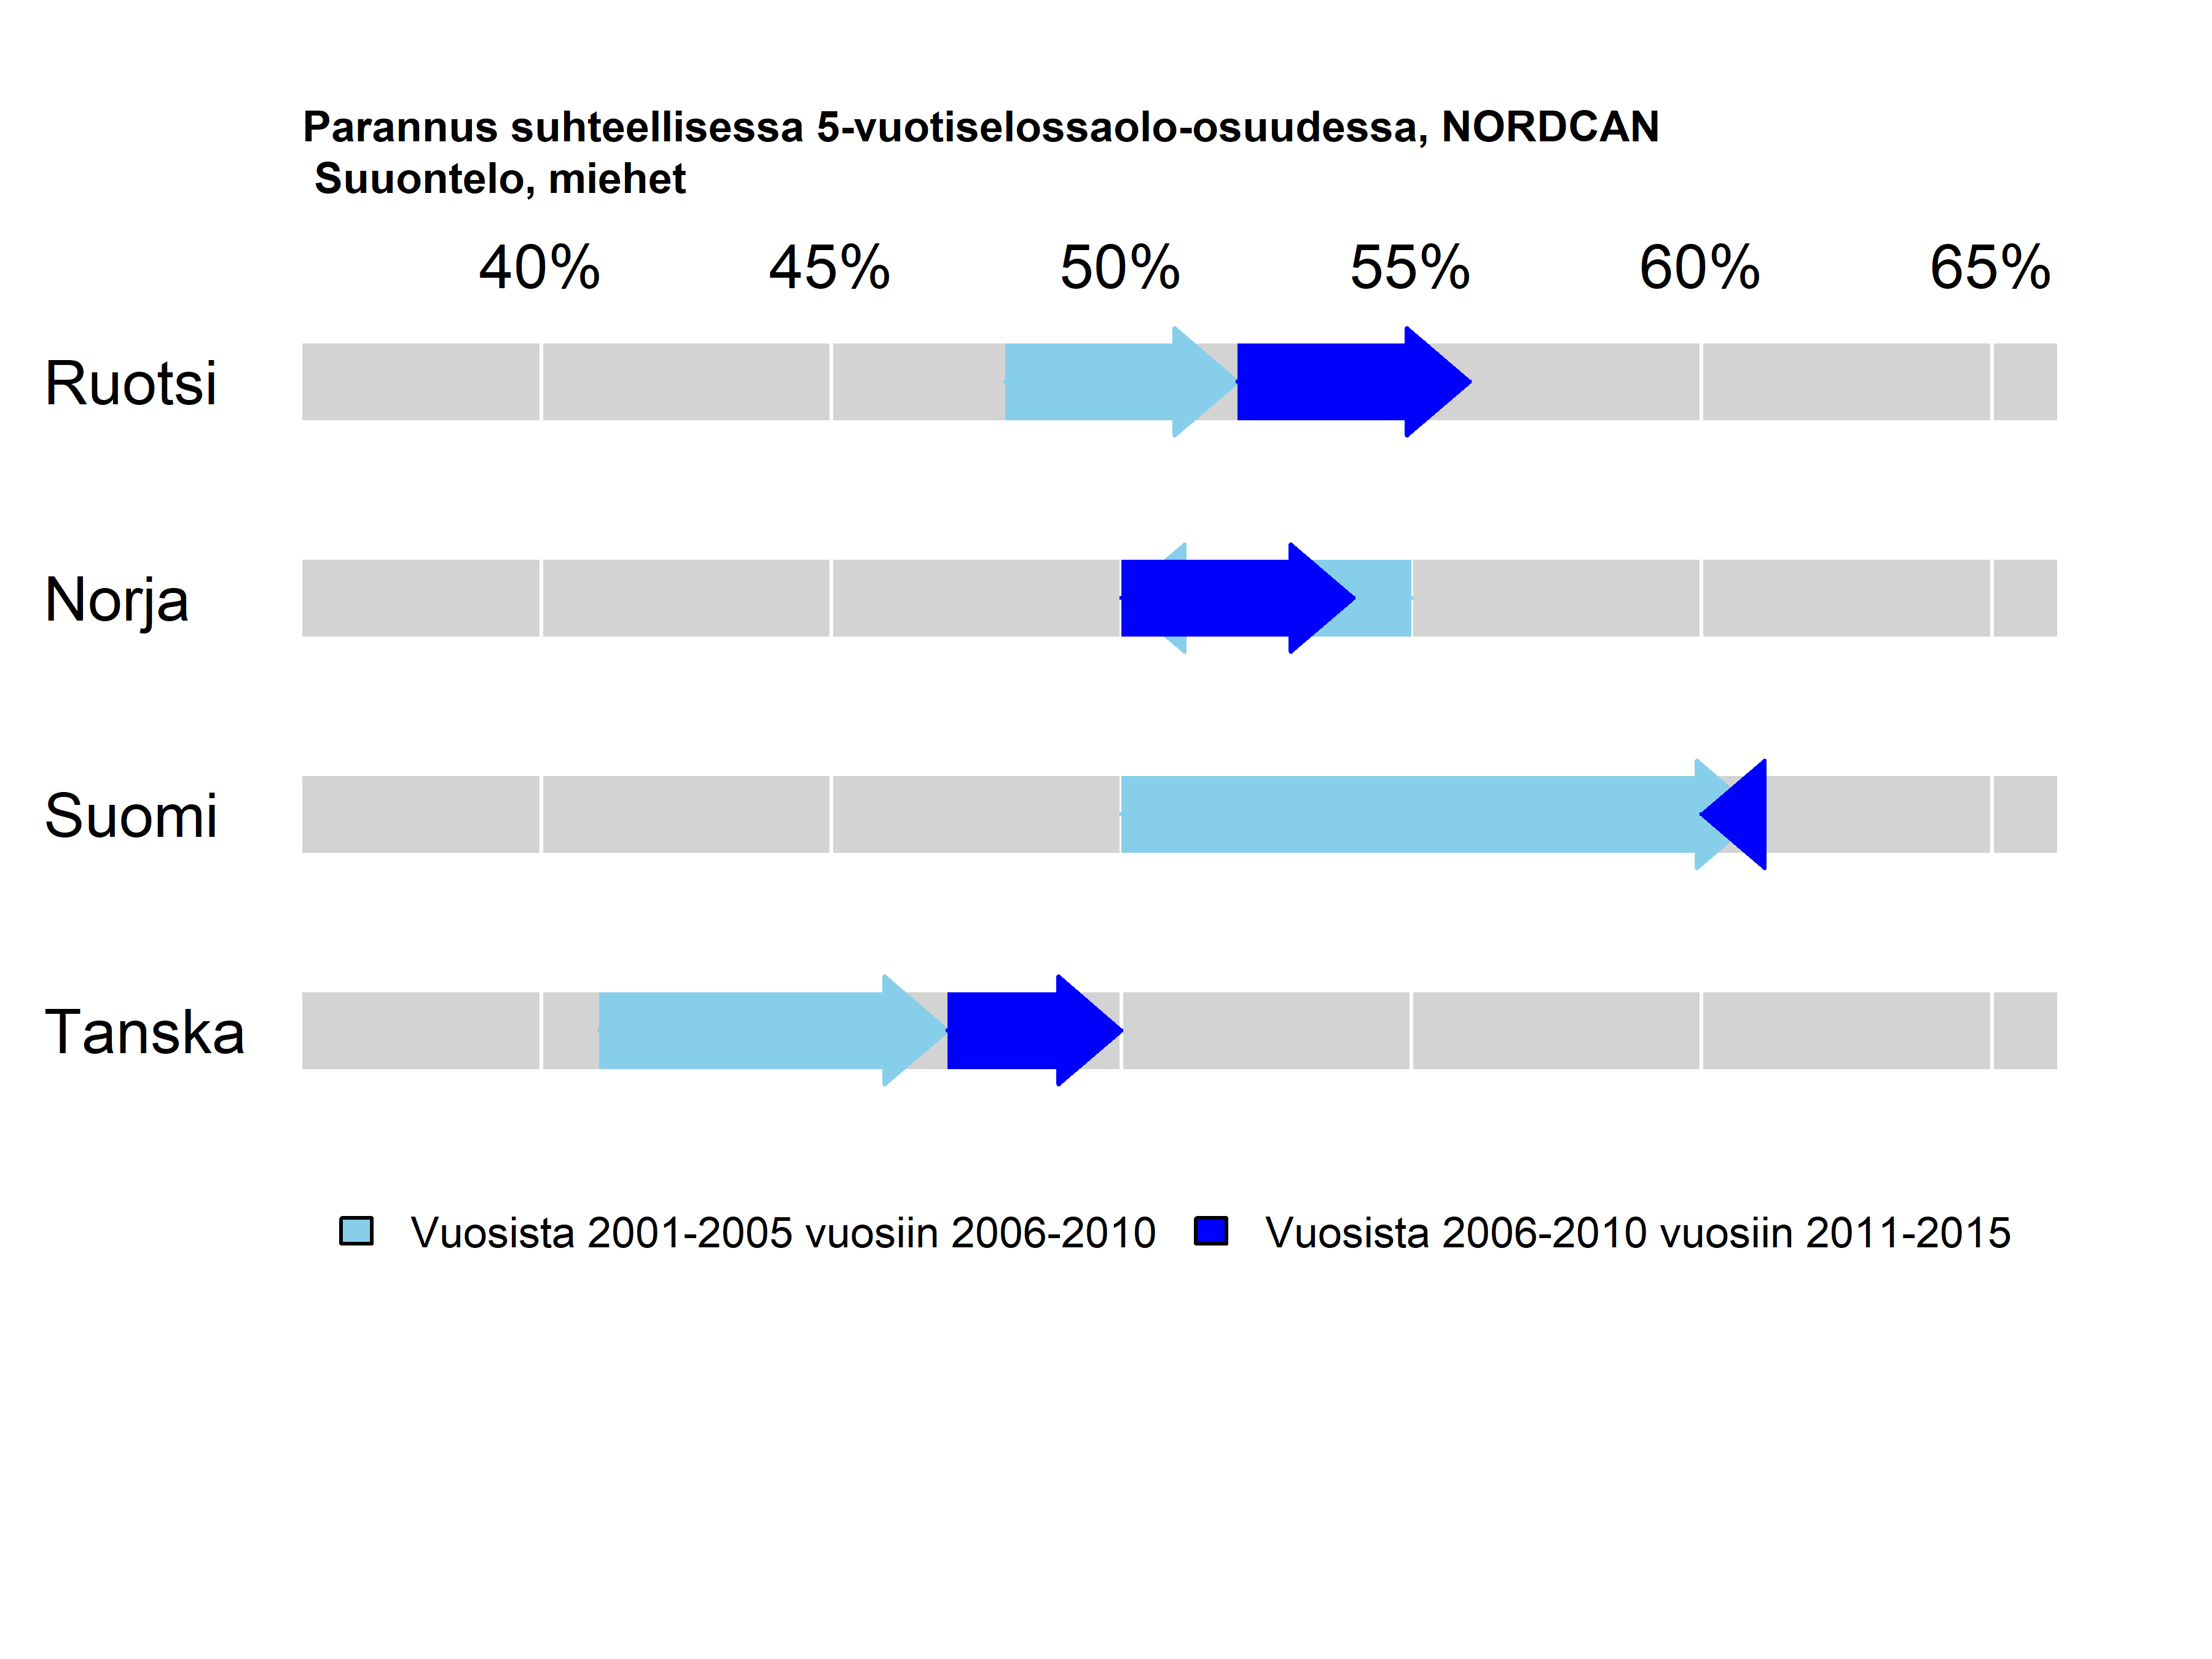 Parannus suhteellisessa 5-vuotiselossaolo-osuudessa, NORDCAN
Suuontelo, miehet
40% 45% 50% 55% 60% 65%
Ruotsi
Norja
Suomi
Tanska
Vuosista 2001-2005 vuosiin 2006-2010 Vuosista 2006-2010 vuosiin 2011-2015